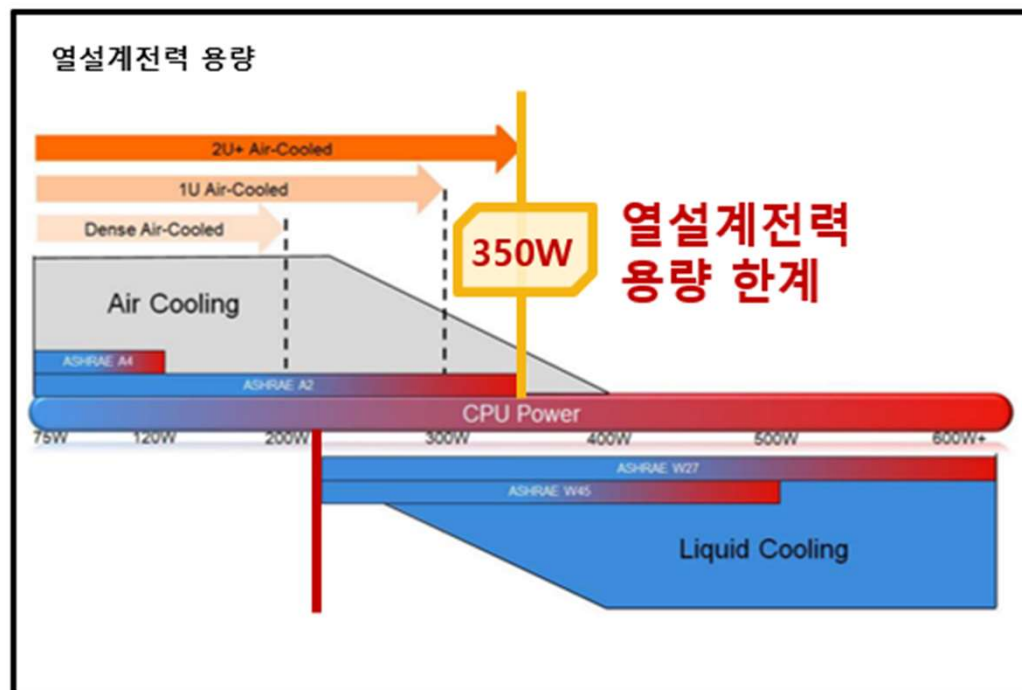 열설계전력 용량
2U+ Air-Cooled
1U Air-Cooled
Dense Air-Cooled
350W
열설계전력
용량 한계
Air Cooling
ASHRAE A4
ASHRAE A2
CPU Power
75W 120W 200W 300W 400W 500W 600W+
ASHRAE W27
ASHRAE W45
Liquid Cooling